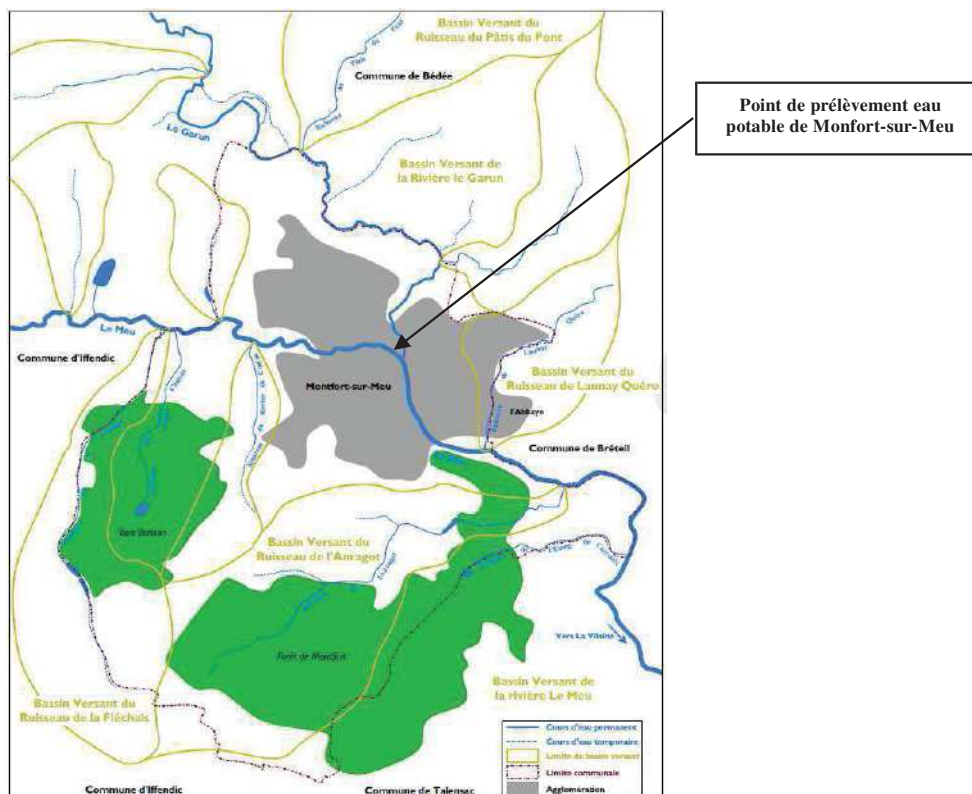 Bassin Versant du
Ruisseau du Pâtis du Pont
Commune de Bédée
Point de prélèvement eau
potable de Monfort-sur-Meu
Le Garun
Bassin Versant de
la Rivière le Garun
Le Meu
Commune d'Iffendic
Montfort-sur-Meu
Bassin Versant du
Ruisseau de Launay Quéro
l'Abbaye
Commune de Bréteil
Bassin Versant du
Ruisseau de l'Anragot
Forêt de Montfort
Vers La Vilaine
Bassin Versant de
la rivière Le Meu
Bassin Versant du
Ruisseau de la Fléchais
Cours d'eau permanent
Cours d'eau temporaire
Limite du bassin versant
Limite communale
Agglomération
Commune d'Iffendic
Commune de Talensac